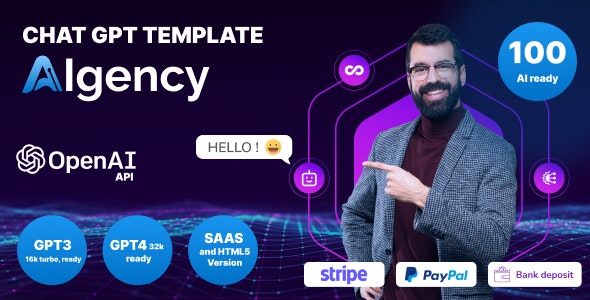 CHAT GPT TEMPLATE
AIgency
100
AI ready
HELLO ! 😀
OpenAI
API
GPT3
16k turbo, ready
GPT4 32k
ready
SAAS
and HTML5
Version
stripe
PayPal
Bank deposit